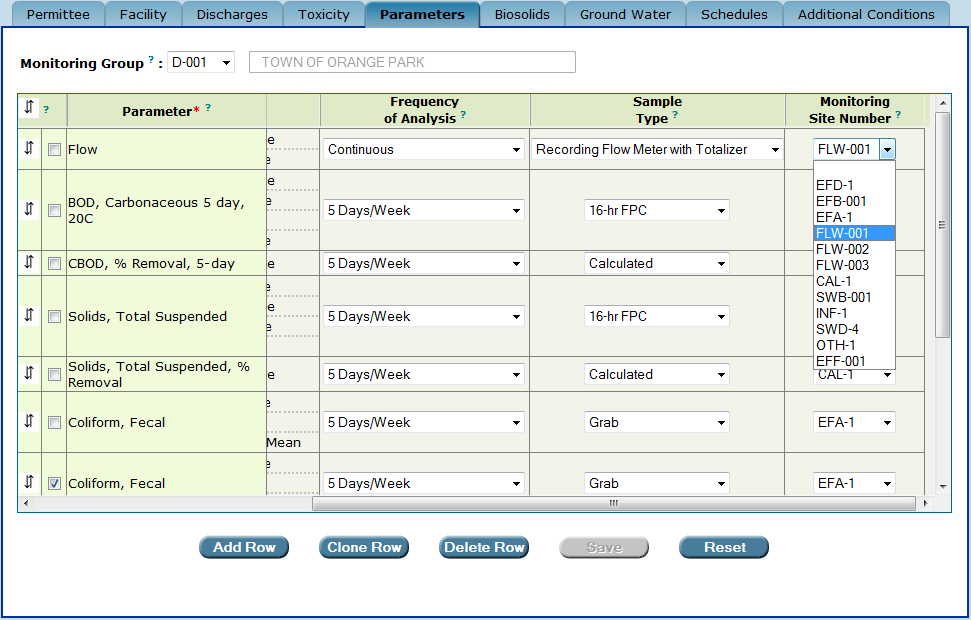 Permittee Facility Discharges Toxicity Parameters Biosolids Ground Water Schedules Additional Conditions
Monitoring Group ? : D-001 TOWN OF ORANGE PARK
? Parameter* ? Frequency of Analysis ? Sample Type ? Monitoring Site Number ?
Flow e e Continuous Recording Flow Meter with Totalizer FLW-001
EFD-1
EFB-001
EFA-1
FLW-001
FLW-002
FLW-003
CAL-1
SWB-001
INF-1
SWD-4
OTH-1
EFF-001
BOD, Carbonaceous 5 day, 20C e e e 5 Days/Week 16-hr FPC
CBOD, % Removal, 5-day e 5 Days/Week Calculated
Solids, Total Suspended e e e 5 Days/Week 16-hr FPC
Solids, Total Suspended, % Removal e 5 Days/Week Calculated CAL-1
Coliform, Fecal e Mean 5 Days/Week Grab EFA-1
Coliform, Fecal e 5 Days/Week Grab EFA-1
Add Row Clone Row Delete Row Save Reset